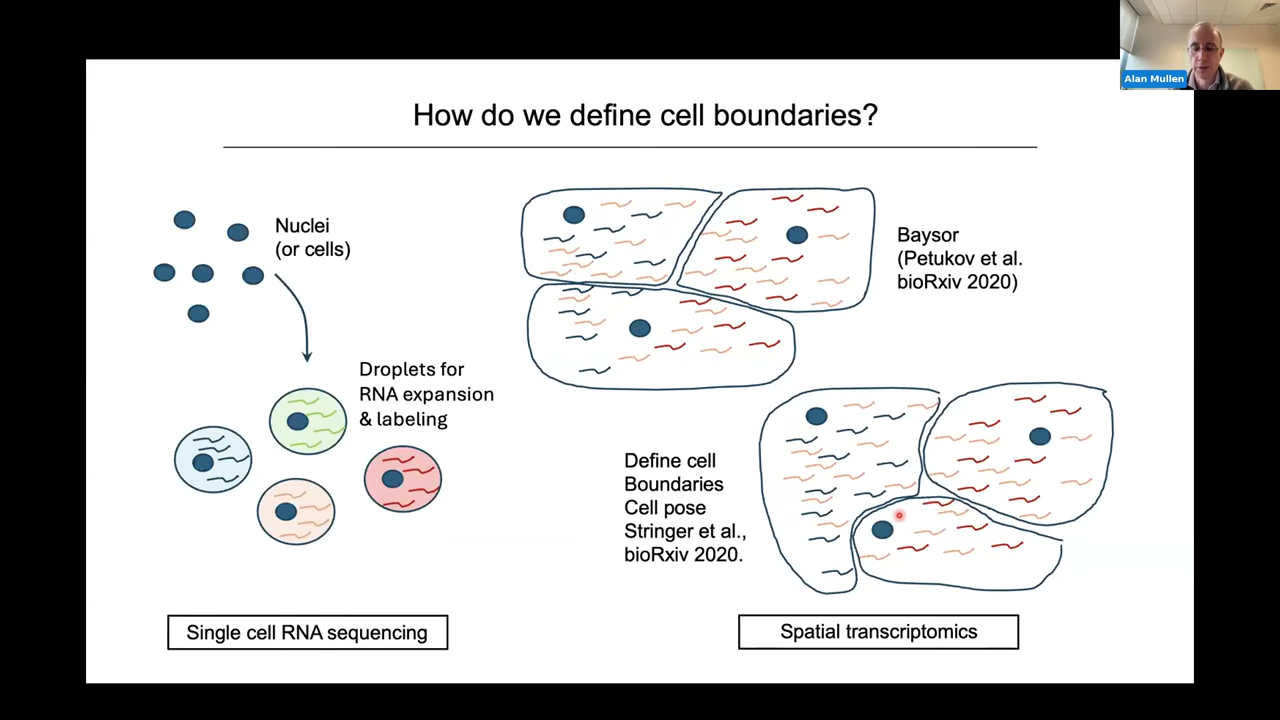 Alan Mullen
How do we define cell boundaries?
Nuclei
(or cells)
Droplets for
RNA expansion
& labeling
Single cell RNA sequencing
Baysor
(Petukov et al.
bioRxiv 2020)
Define cell
Boundaries
Cell pose
Stringer et al.,
bioRxiv 2020.
Spatial transcriptomics